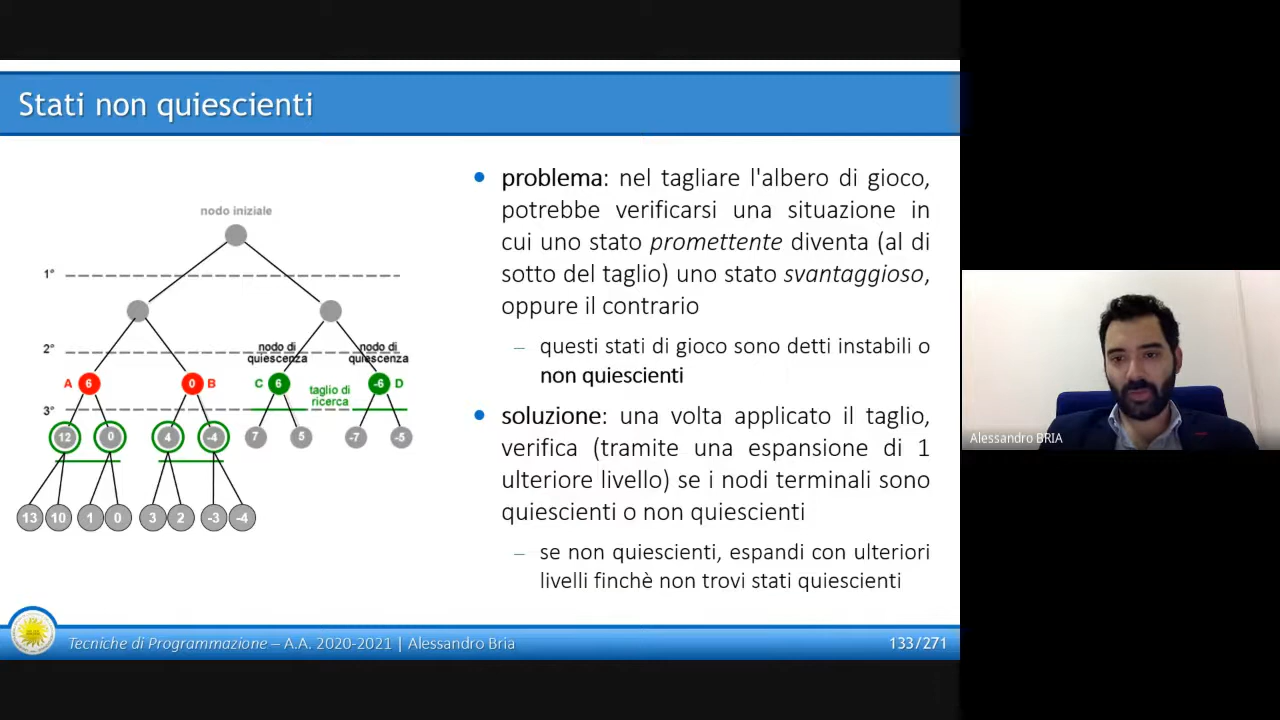 Stati non quiescienti
nodo iniziale
1°
2°
nodo di
quiescenza
nodo di
quiescenza
A 6
0 B
C 6
-6 D
taglio di
ricerca
3°
12 0 4 -4 7 5 -7 -5
13 10 1 0 3 2 -3 -4
• problema: nel tagliare l'albero di gioco,
potrebbe verificarsi una situazione in
cui uno stato promettente diventa (al di
sotto del taglio) uno stato svantaggioso,
oppure il contrario
– questi stati di gioco sono detti instabili o
non quiescienti
• soluzione: una volta applicato il taglio,
verifica (tramite una espansione di 1
ulteriore livello) se i nodi terminali sono
quiescienti o non quiescienti
– se non quiescienti, espandi con ulteriori
livelli finchè non trovi stati quiescienti
Tecniche di Programmazione – A.A. 2020-2021 | Alessandro Bria
133/271
Alessandro BRIA